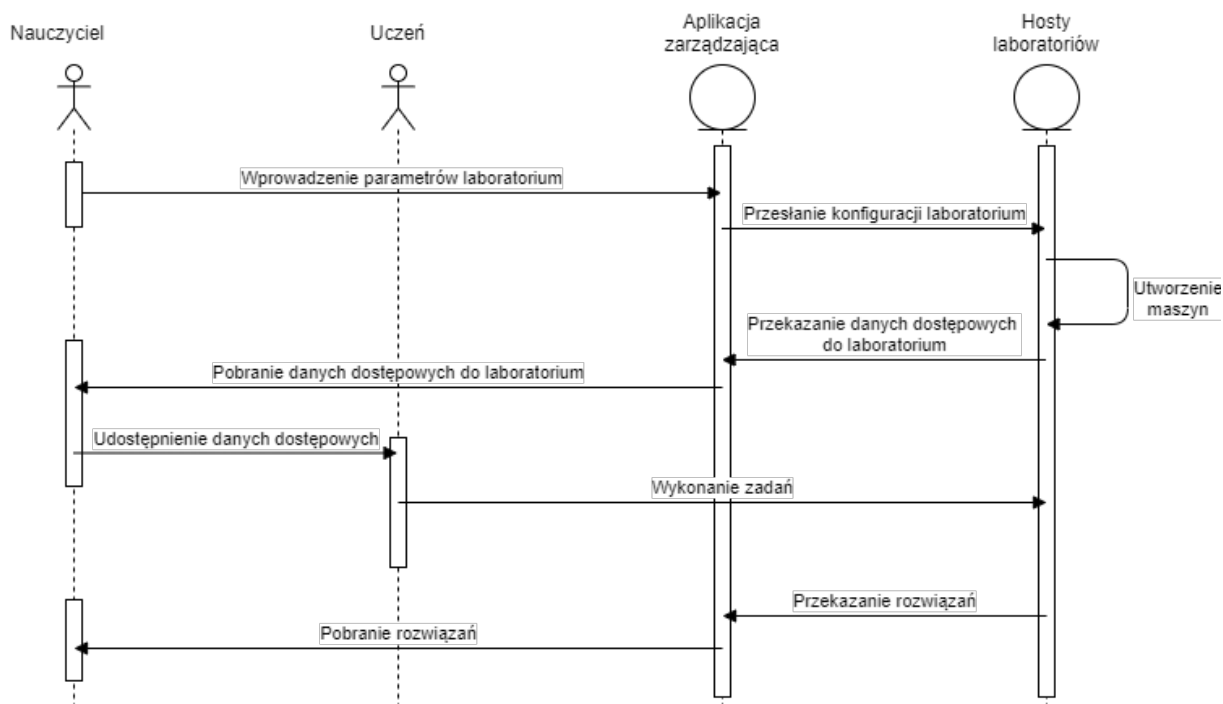 Nauczyciel
Uczeń
Aplikacja
zarządzająca
Hosty
laboratoriów
Wprowadzenie parametrów laboratorium
Przesłanie konfiguracji laboratorium
Utworzenie
maszyn
Przekazanie danych dostępowych
do laboratorium
Pobranie danych dostępowych do laboratorium
Udostępnienie danych dostępowych
Wykonanie zadań
Przekazanie rozwiązań
Pobranie rozwiązań